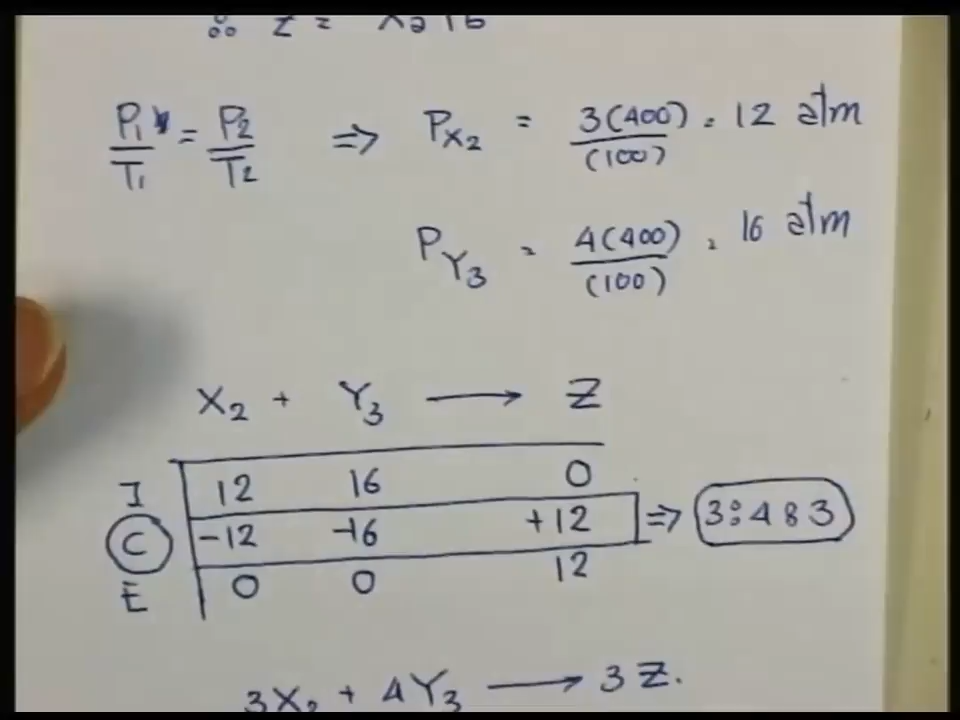 ∴ Z =
P₁/T₁ = P₂/T₂ ⇒ P_X₂ = 3(400)/(100) = 12 atm
P_Y₃ = 4(400)/(100) = 16 atm
X₂ + Y₃ ⟶ Z
I 12 16 0
C -12 -16 +12 ⇒ 3:4:3
E 0 0 12
3X₂ + 4Y₃ ⟶ 3Z.